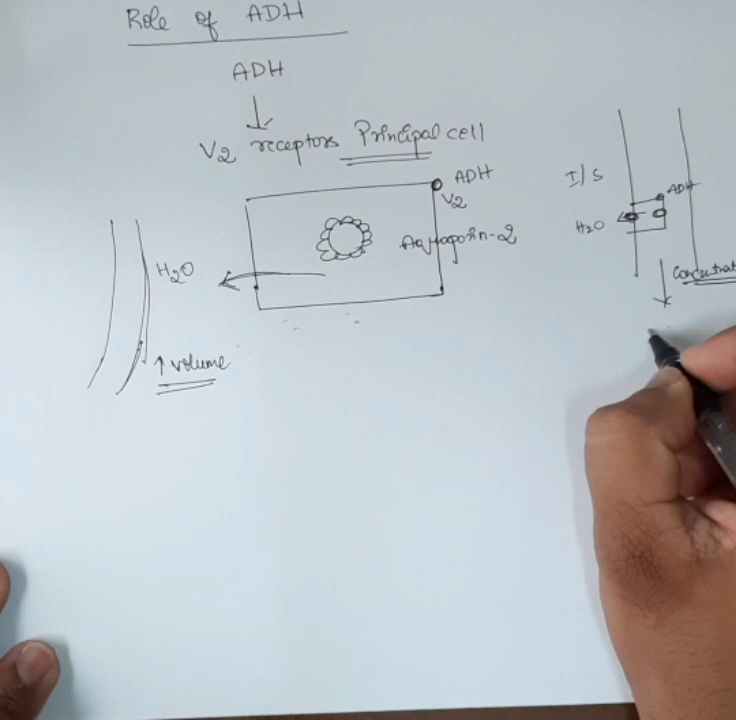 Role of ADH
ADH
V2 receptors Principal cell
ADH
V2
Aquaporin-2
H2O
↑ volume
I/S
ADH
H2O